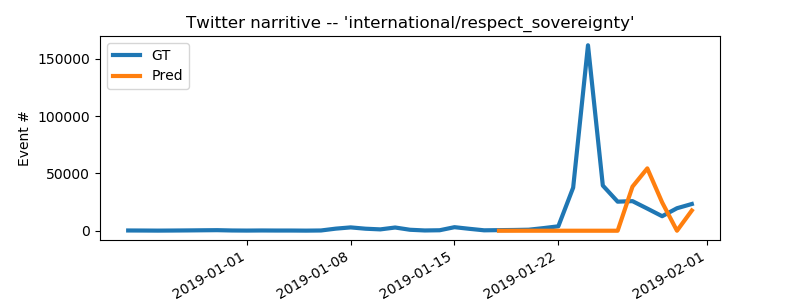 Twitter narritive -- 'international/respect_sovereignty'
GT
Pred
Event #
150000
100000
50000
0
2019-01-01
2019-01-08
2019-01-15
2019-01-22
2019-02-01